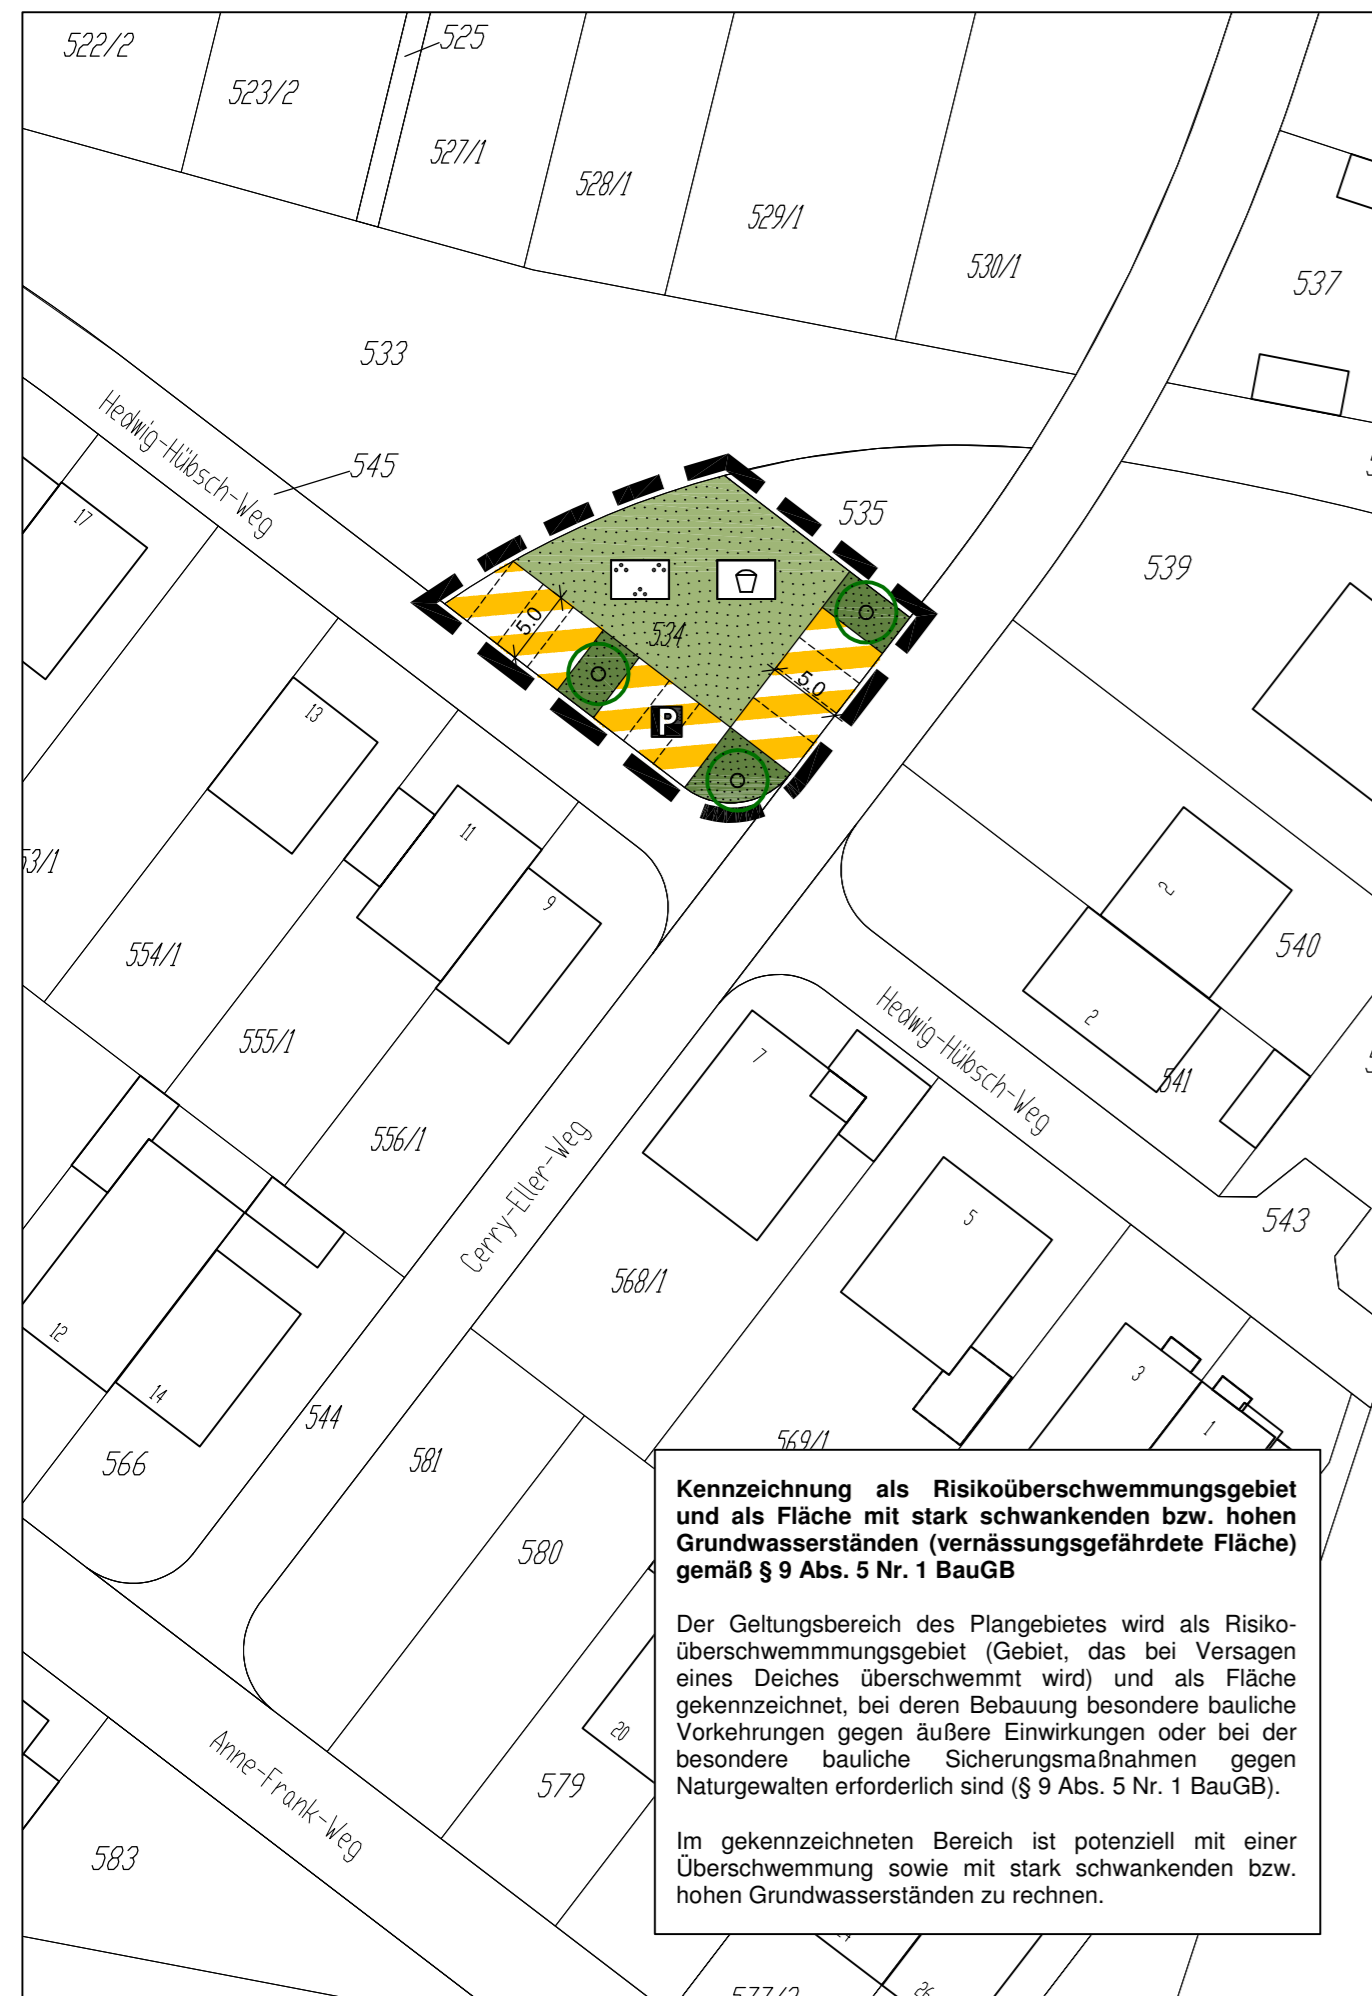 522/2
525
523/2
527/1
528/1
529/1
530/1
537
533
Hedwig-Hübsch-Weg
545
17
535
539
5.0
534
5.0
P
13
11
9
53/1
554/1
2
540
555/1
2
Hedwig-Hübsch-Weg
7
541
556/1
Cerry-Eller-Weg
5
543
568/1
12
14
3
1
544
569/1
566
581
580
Kennzeichnung als Risikoüberschwemmungsgebiet
und als Fläche mit stark schwankenden bzw. hohen
Grundwasserständen (vernässungsgefährdete Fläche)
gemäß § 9 Abs. 5 Nr. 1 BauGB
Der Geltungsbereich des Plangebietes wird als Risiko-
überschwemmmungsgebiet (Gebiet, das bei Versagen
eines Deiches überschwemmt wird) und als Fläche
gekennzeichnet, bei deren Bebauung besondere bauliche
Vorkehrungen gegen äußere Einwirkungen oder bei der
besondere bauliche Sicherungsmaßnahmen gegen
Naturgewalten erforderlich sind (§ 9 Abs. 5 Nr. 1 BauGB).
Im gekennzeichneten Bereich ist potenziell mit einer
Überschwemmung sowie mit stark schwankenden bzw.
hohen Grundwasserständen zu rechnen.
20
Anne-Frank-Weg
579
583
26
577/2